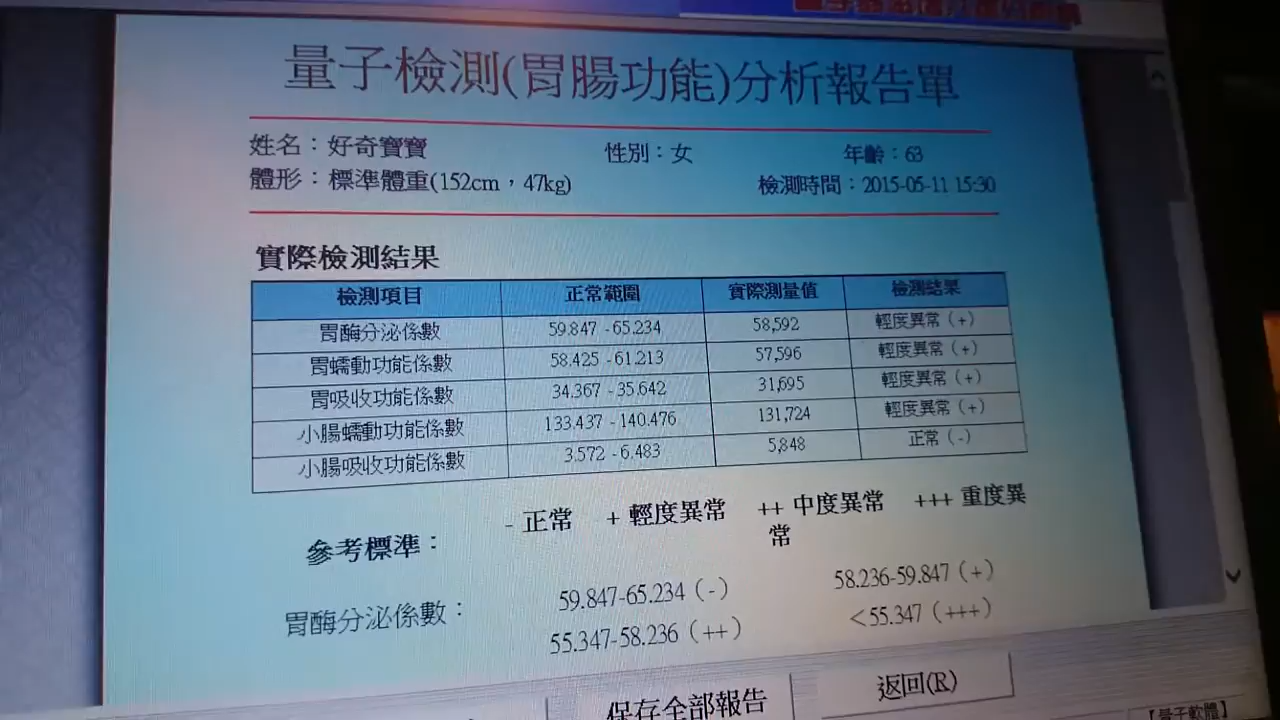 量子檢測(胃腸功能)分析報告單
姓名：好奇寶寶 性別：女 年齡：63
體形：標準體重(152cm，47kg) 檢測時間：2015-05-11 15:30
實際檢測結果
檢測項目 正常範圍 實際測量值 檢測結果
胃酶分泌係數 59.847 - 65.234 58,592 輕度異常（+）
胃蠕動功能係數 58.425 - 61.213 57,596 輕度異常（+）
胃吸收功能係數 34.367 - 35.642 31,695 輕度異常（+）
小腸蠕動功能係數 133.437 - 140.476 131,724 輕度異常（+）
小腸吸收功能係數 3.572 - 6.483 5,848 正常（-）
參考標準： - 正常 + 輕度異常 ++ 中度異常 +++ 重度異
常
胃酶分泌係數： 59.847-65.234（-） 58.236-59.847（+）
55.347-58.236（++） ＜55.347（+++）
保存全部報告 返回(R)
【量子軟體】